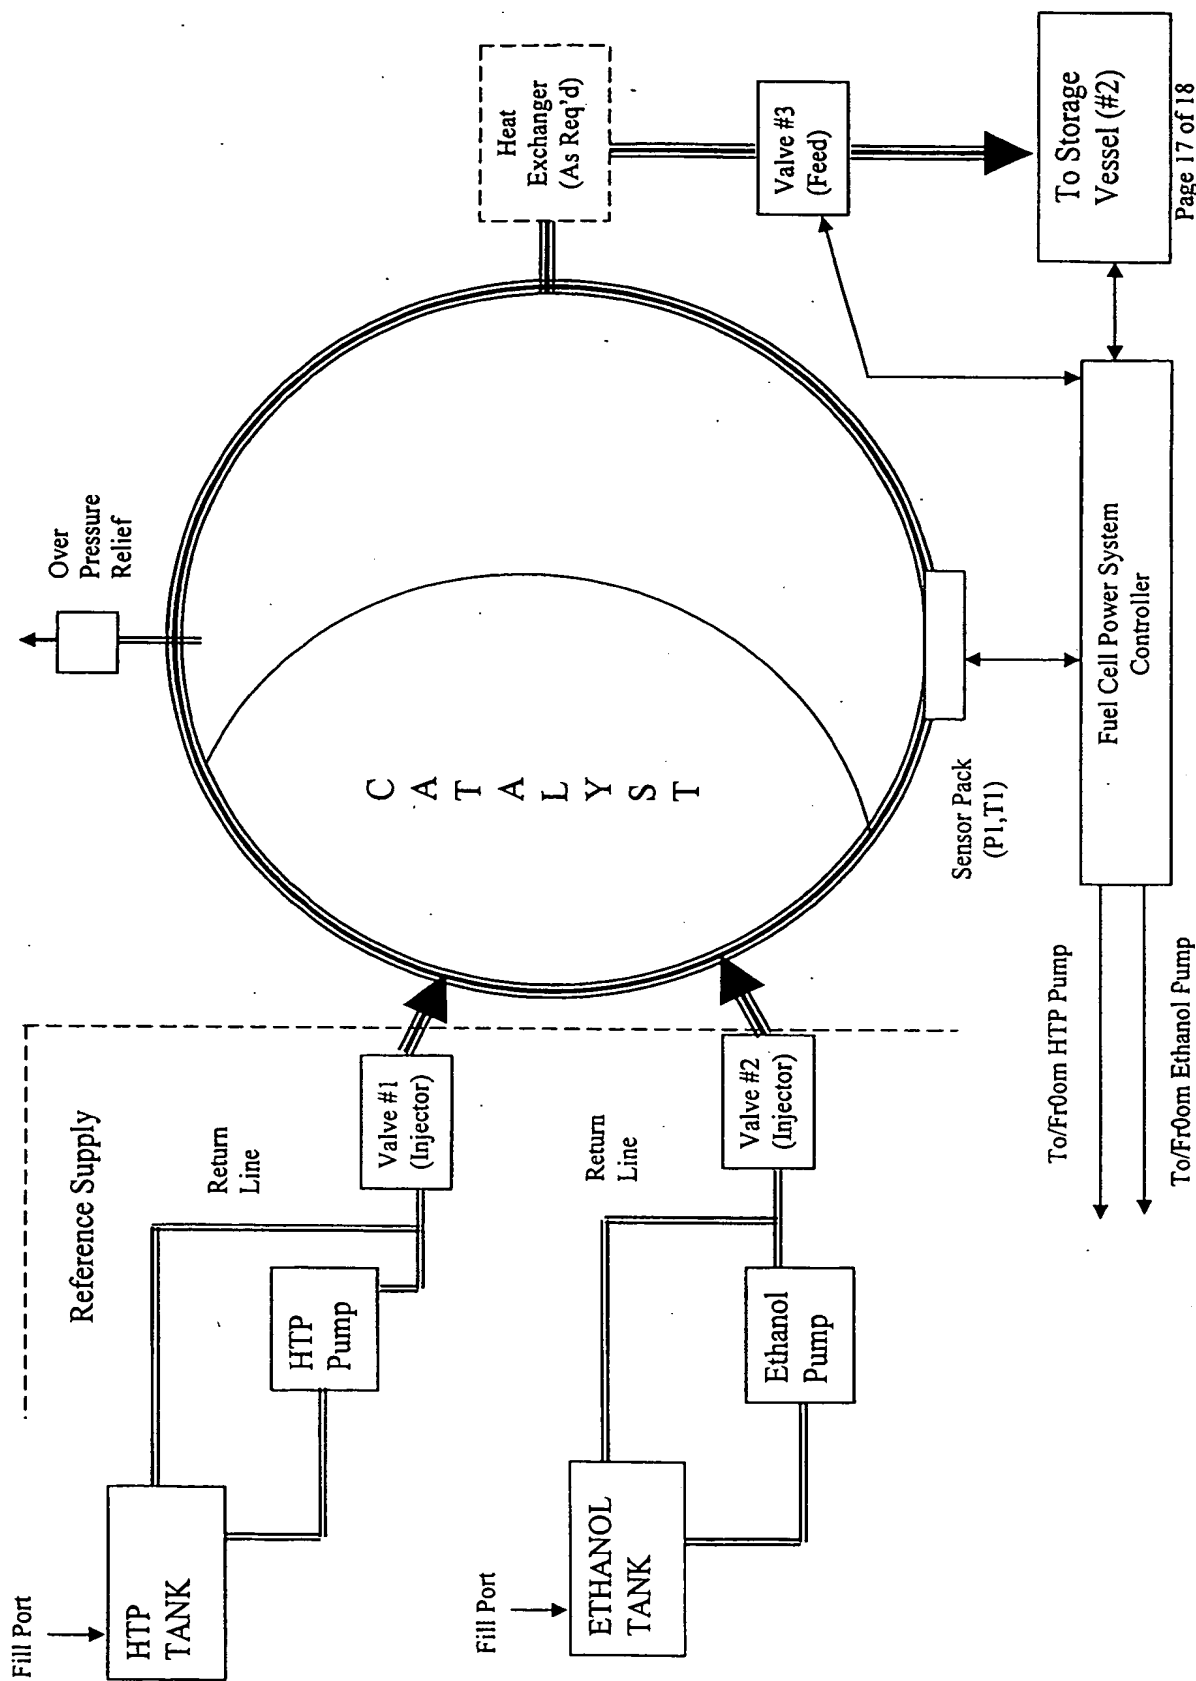 Fill Port
HTP
TANK
Reference Supply
Return
Line
HTP
Pump
Valve #1
(Injector)
Over
Pressure
Relief
Fill Port
ETHANOL
TANK
Return
Line
Ethanol
Pump
Valve #2
(Injector)
C
A
T
A
L
Y
S
T
Heat
Exchanger
(As Req'd)
Valve #3
(Feed)
Sensor Pack
(P1,T1)
To/Fr0om HTP Pump
To/Fr0om Ethanol Pump
Fuel Cell Power System
Controller
To Storage
Vessel (#2)
Page 17 of 18